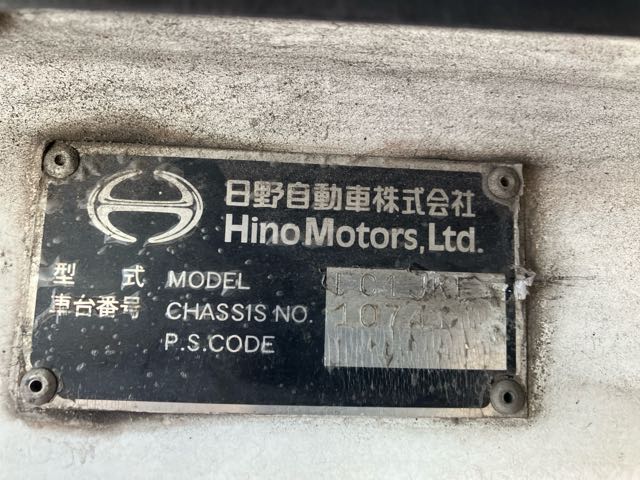 日野自動車株式会社
Hino Motors, Ltd.
型 式 MODEL
車台番号 CHASSIS NO.
P.S.CODE